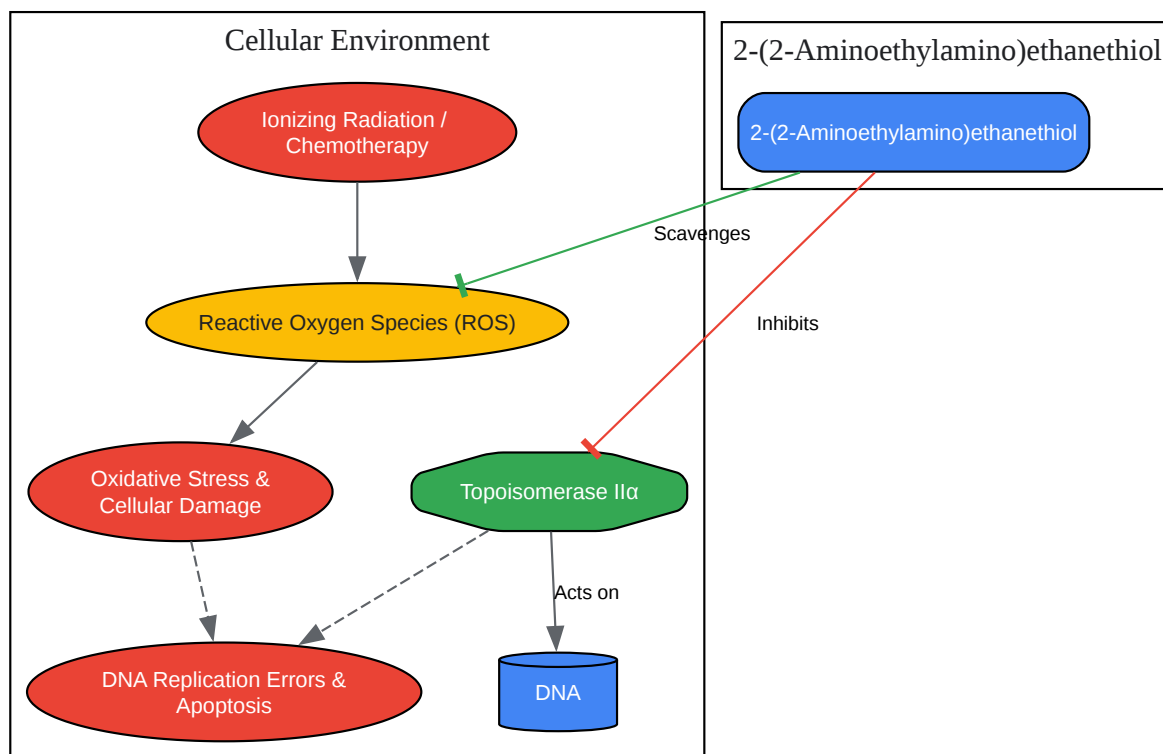 Cellular Environment
2-(2-Aminoethylamino)ethanethiol
Ionizing Radiation /
Chemotherapy
2-(2-Aminoethylamino)ethanethiol
Scavenges
Reactive Oxygen Species (ROS)
Inhibits
Oxidative Stress &
Cellular Damage
Topoisomerase IIα
Acts on
DNA Replication Errors &
Apoptosis
DNA